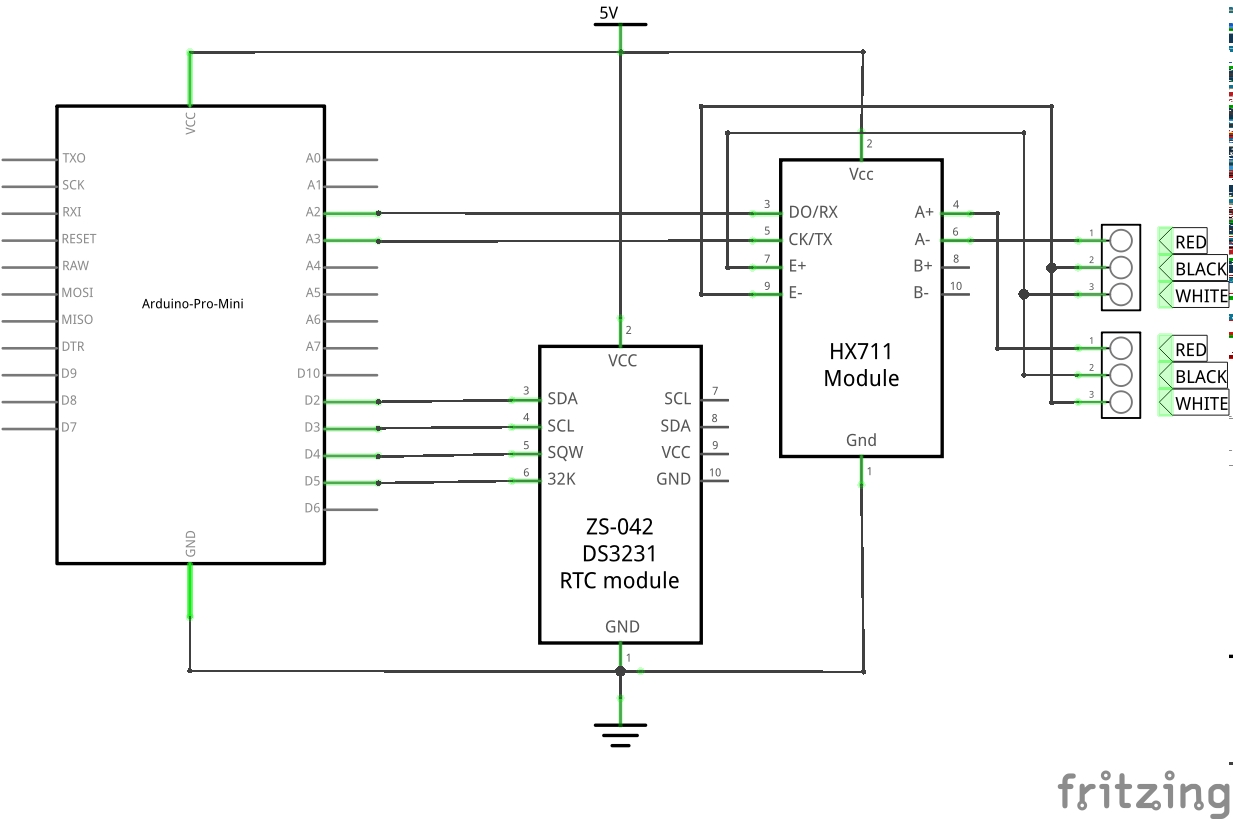 5V
VCC
TXO
SCK
RXI
RESET
RAW
MOSI
MISO
DTR
D9
D8
D7
Arduino-Pro-Mini
A0
A1
A2
A3
A4
A5
A6
A7
D10
D2
D3
D4
D5
D6
GND
2
VCC
3 SDA
4 SCL
5 SQW
6 32K
SCL 7
SDA 8
VCC 9
GND 10
ZS-042
DS3231
RTC module
GND
1
2
Vcc
3 DO/RX
5 CK/TX
7 E+
9 E-
A+ 4
A- 6
B+ 8
B- 10
HX711
Module
Gnd
1
1 RED
2 BLACK
3 WHITE
1 RED
2 BLACK
3 WHITE
fritzing